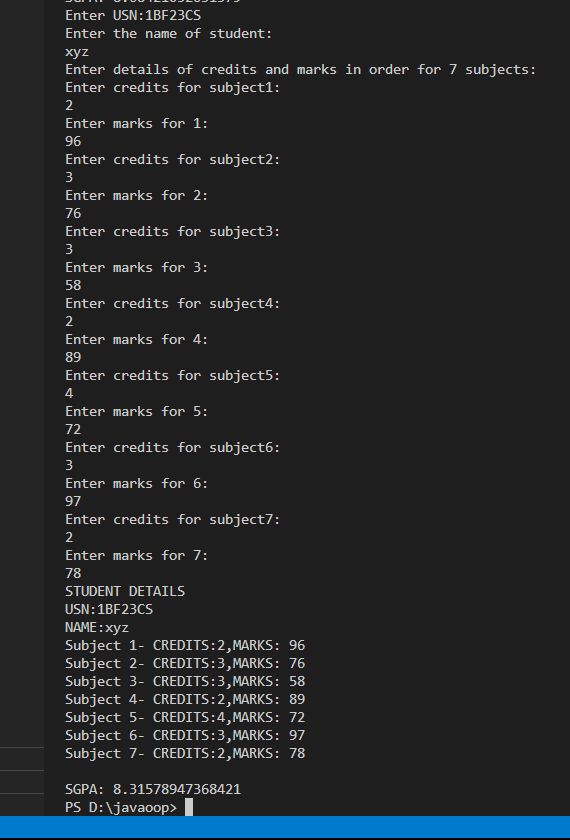 Enter USN:1BF23CS
Enter the name of student:
xyz
Enter details of credits and marks in order for 7 subjects:
Enter credits for subject1:
2
Enter marks for 1:
96
Enter credits for subject2:
3
Enter marks for 2:
76
Enter credits for subject3:
3
Enter marks for 3:
58
Enter credits for subject4:
2
Enter marks for 4:
89
Enter credits for subject5:
4
Enter marks for 5:
72
Enter credits for subject6:
3
Enter marks for 6:
97
Enter credits for subject7:
2
Enter marks for 7:
78
STUDENT DETAILS
USN:1BF23CS
NAME:xyz
Subject 1- CREDITS:2,MARKS: 96
Subject 2- CREDITS:3,MARKS: 76
Subject 3- CREDITS:3,MARKS: 58
Subject 4- CREDITS:2,MARKS: 89
Subject 5- CREDITS:4,MARKS: 72
Subject 6- CREDITS:3,MARKS: 97
Subject 7- CREDITS:2,MARKS: 78
SGPA: 8.31578947368421
PS D:\javaoop>